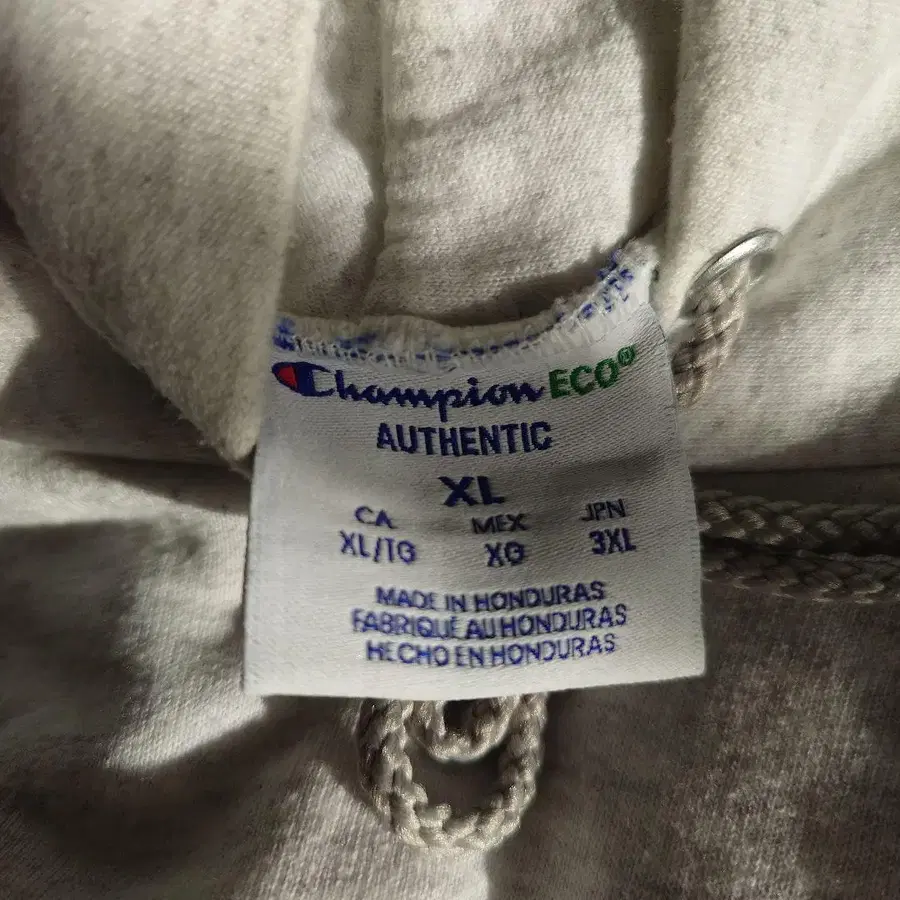 Champion ECO®
AUTHENTIC
XL
CA MEX JPN
XL/TG XG 3XL
MADE IN HONDURAS
FABRIQUÉ AU HONDURAS
HECHO EN HONDURAS